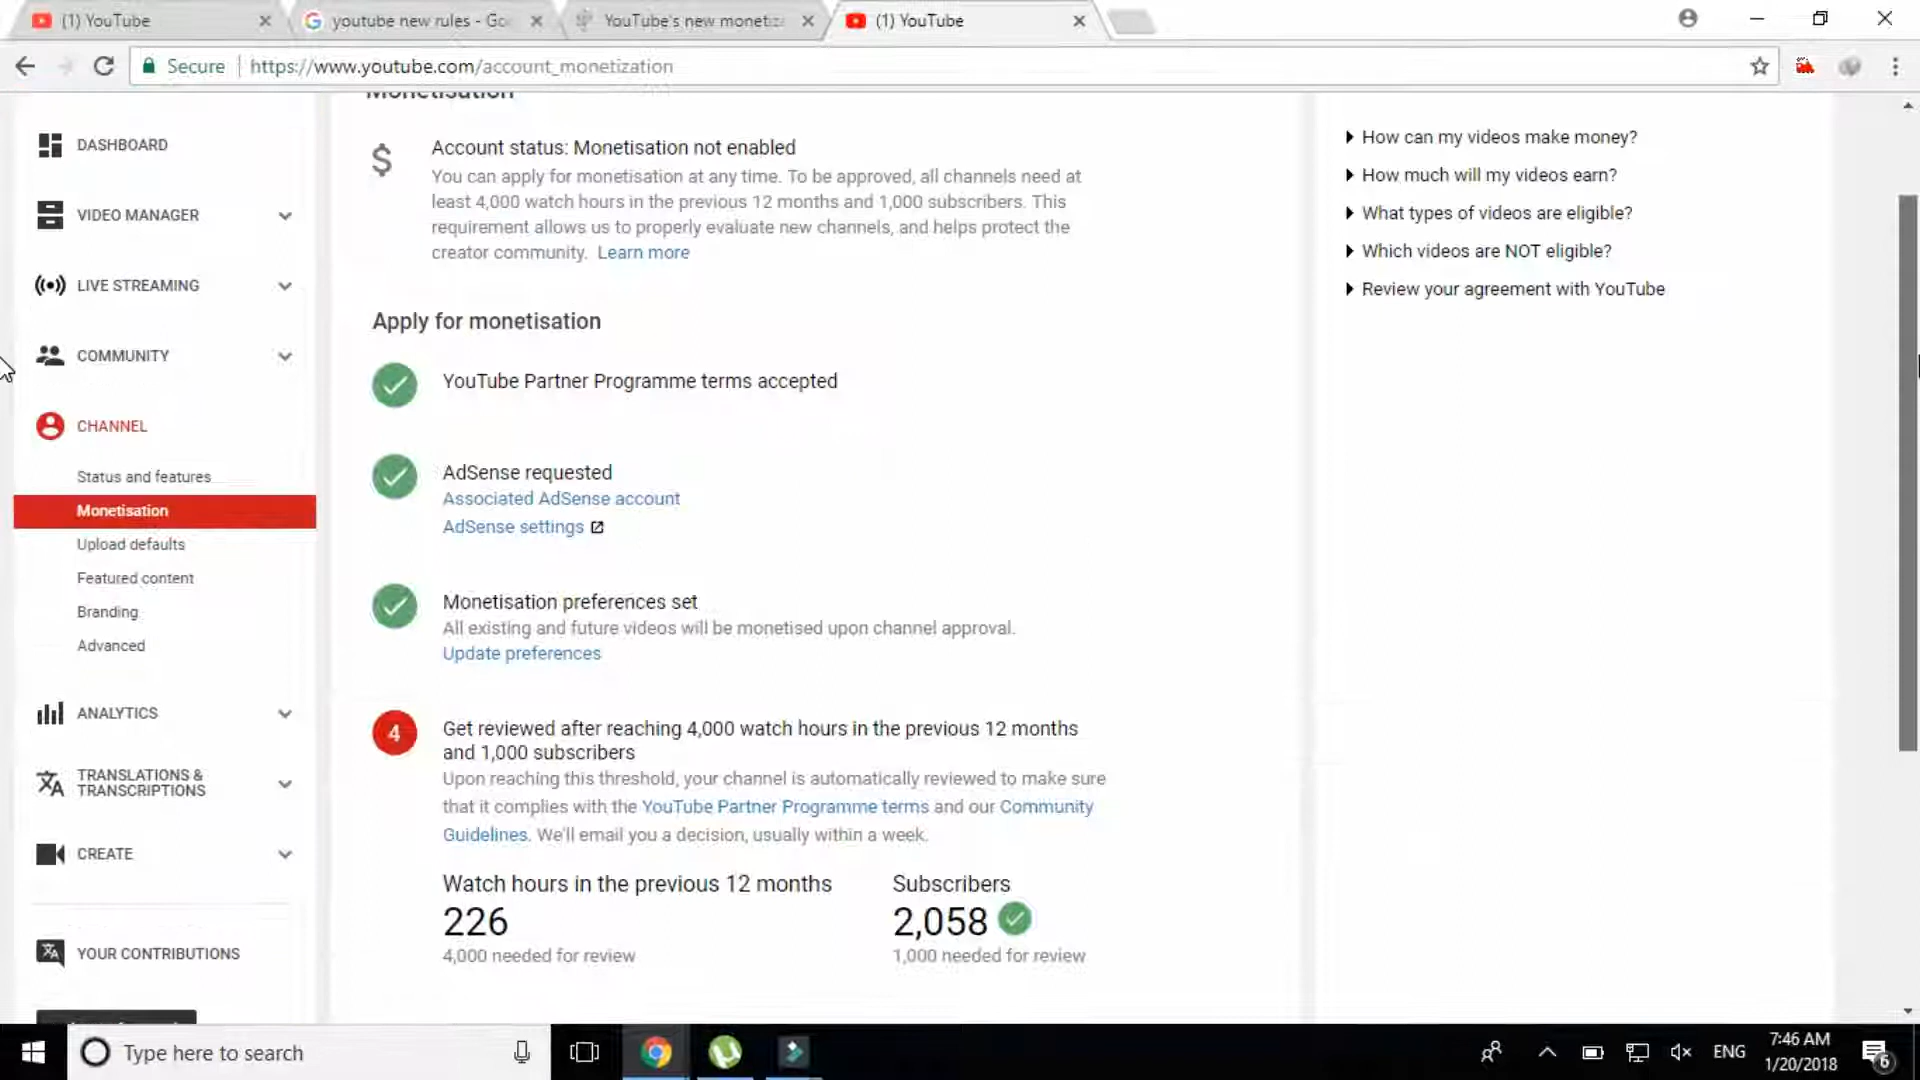 (1) YouTube
youtube new rules - Go
YouTube's new monetiz
(1) YouTube
Secure
https://www.youtube.com/account_monetization
Monetisation
DASHBOARD
VIDEO MANAGER
LIVE STREAMING
COMMUNITY
CHANNEL
Status and features
Monetisation
Upload defaults
Featured content
Branding
Advanced
ANALYTICS
TRANSLATIONS &
TRANSCRIPTIONS
CREATE
YOUR CONTRIBUTIONS
$
Account status: Monetisation not enabled
You can apply for monetisation at any time. To be approved, all channels need at
least 4,000 watch hours in the previous 12 months and 1,000 subscribers. This
requirement allows us to properly evaluate new channels, and helps protect the
creator community. Learn more
Apply for monetisation
YouTube Partner Programme terms accepted
AdSense requested
Associated AdSense account
AdSense settings
Monetisation preferences set
All existing and future videos will be monetised upon channel approval.
Update preferences
4
Get reviewed after reaching 4,000 watch hours in the previous 12 months
and 1,000 subscribers
Upon reaching this threshold, your channel is automatically reviewed to make sure
that it complies with the YouTube Partner Programme terms and our Community
Guidelines. We'll email you a decision, usually within a week.
Watch hours in the previous 12 months
226
4,000 needed for review
Subscribers
2,058
1,000 needed for review
How can my videos make money?
How much will my videos earn?
What types of videos are eligible?
Which videos are NOT eligible?
Review your agreement with YouTube
Type here to search
ENG
7:46 AM
1/20/2018
6